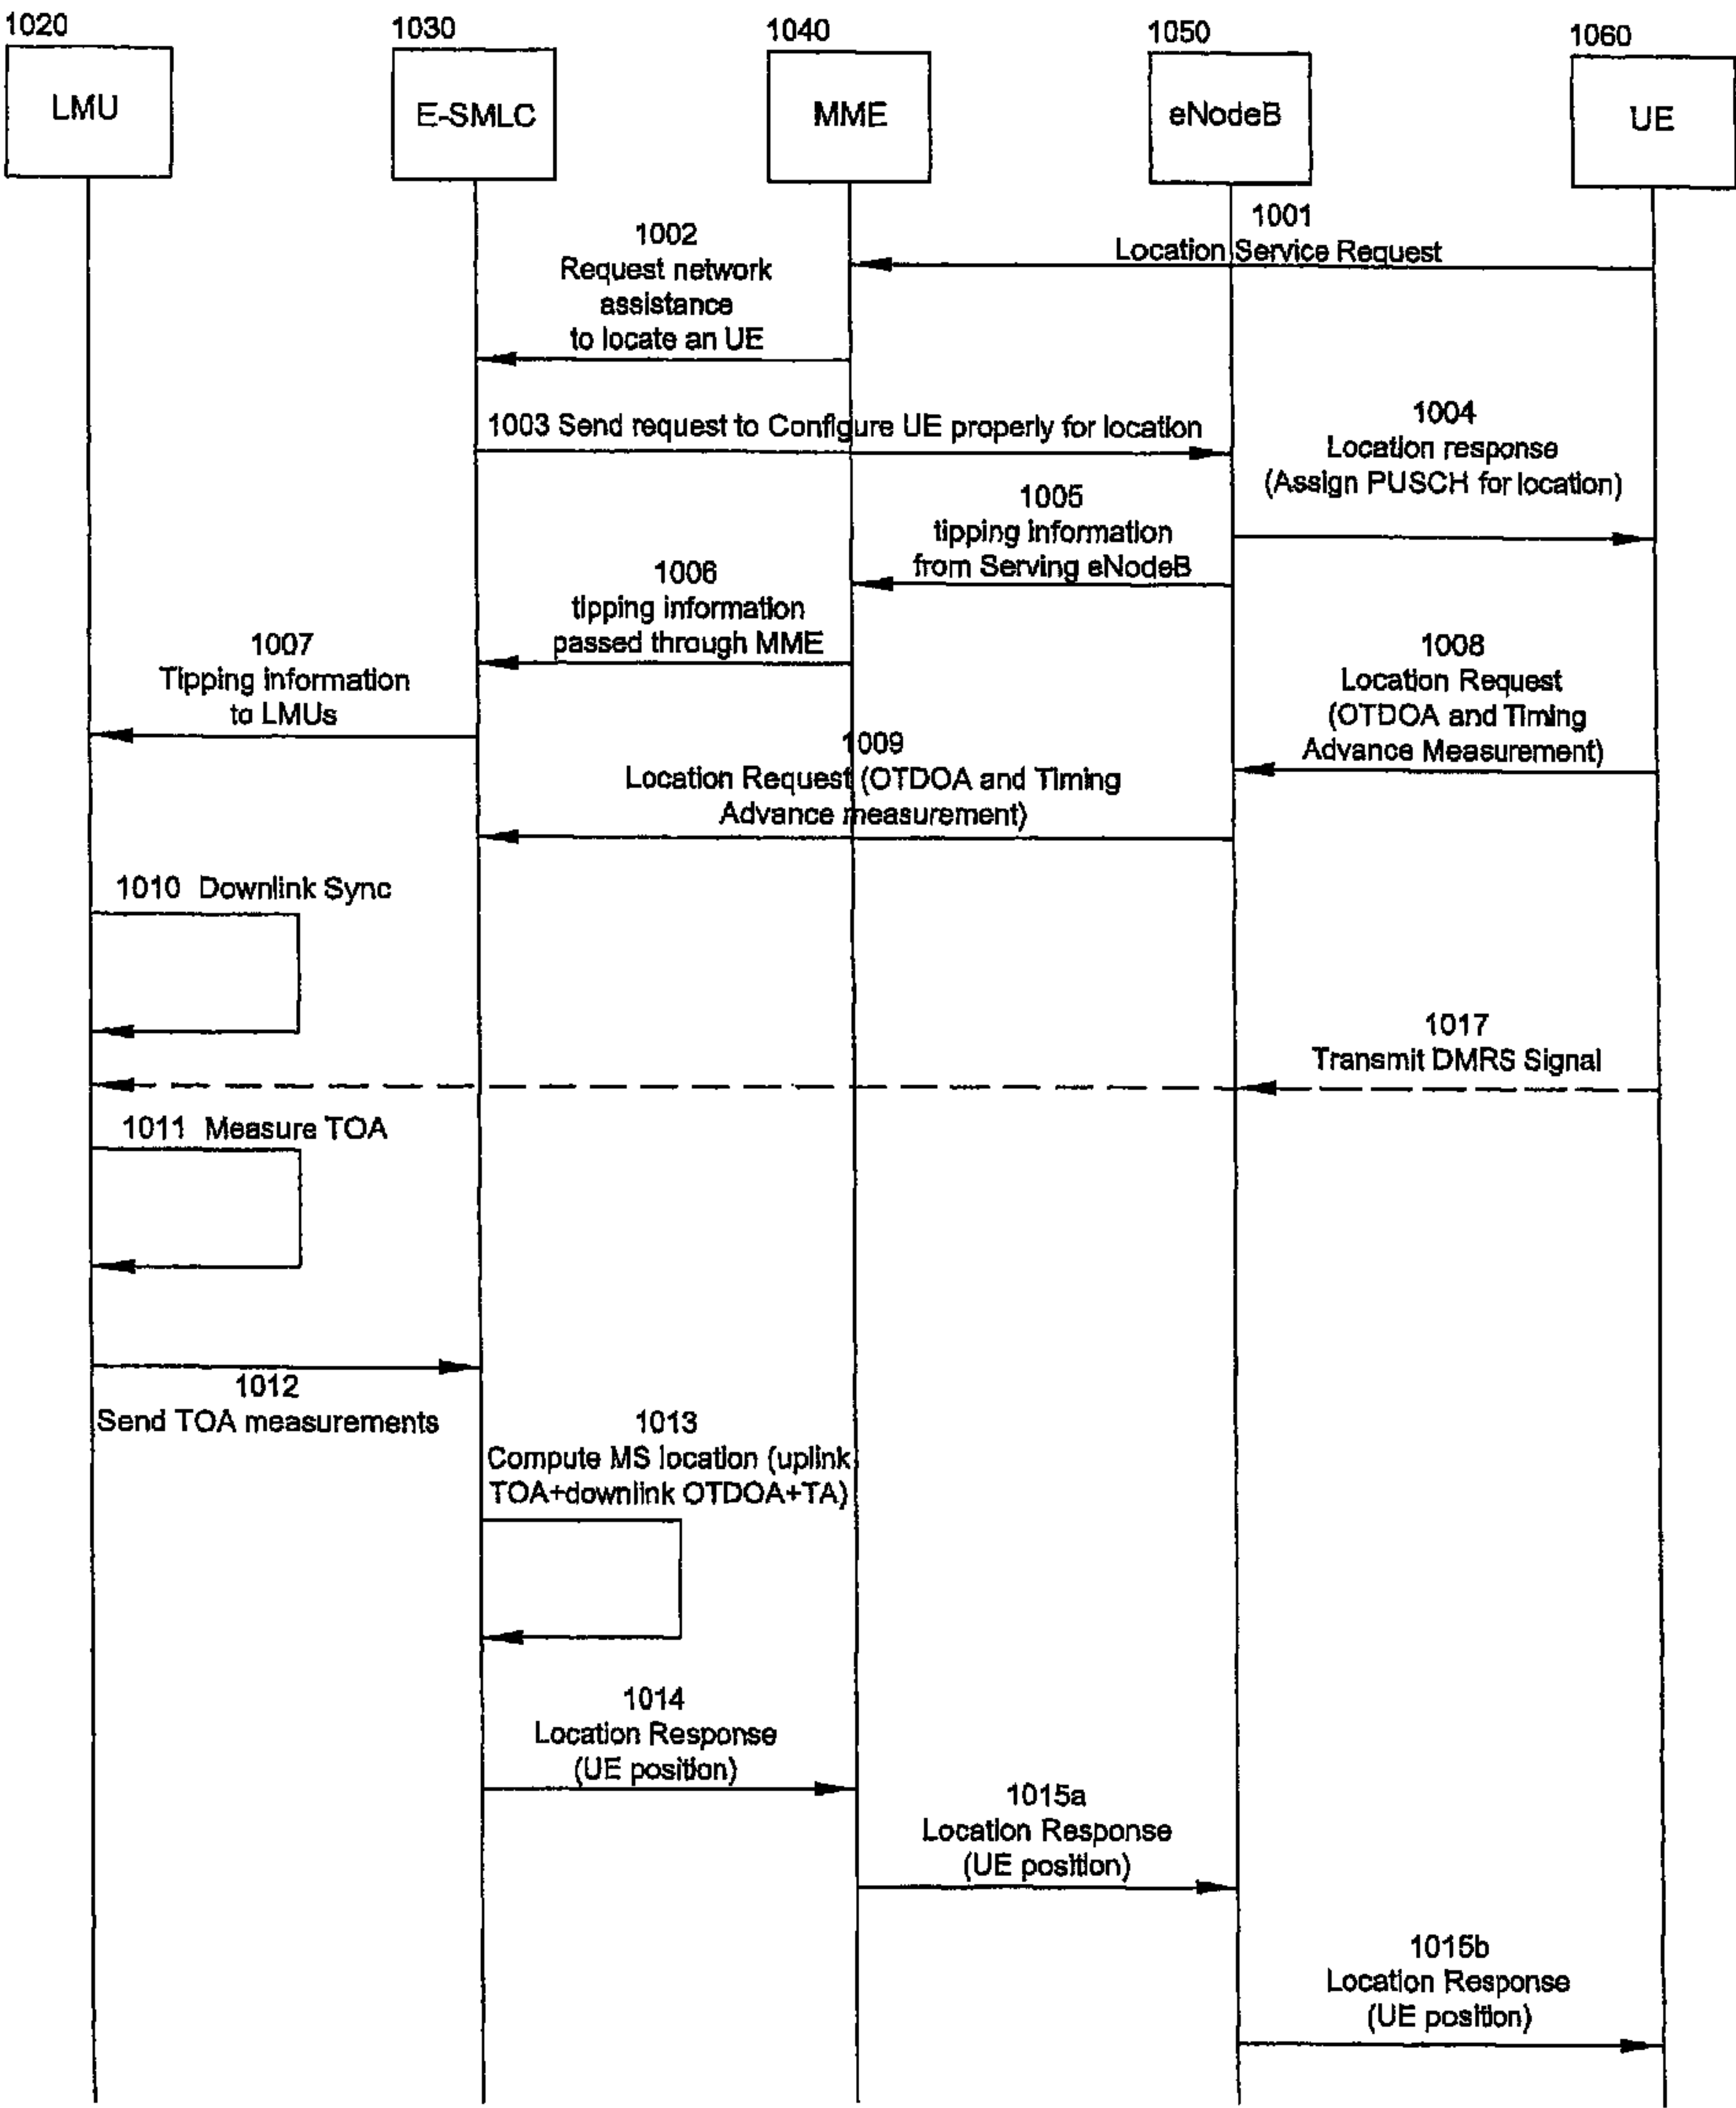 1020
1030
1040
1050
1060
LMU
E-SMLC
MME
eNodeB
UE
1001
Location Service Request
1002
Request network
assistance
to locate an UE
1003 Send request to Configure UE properly for location
1004
Location response
(Assign PUSCH for location)
1005
tipping information
from Serving eNodeB
1006
tipping information
passed through MME
1007
Tipping information
to LMUs
1008
Location Request
(OTDOA and Timing
Advance Measurement)
1009
Location Request (OTDOA and Timing
Advance measurement)
1010 Downlink Sync
1017
Transmit DMRS Signal
1011 Measure TOA
1012
Send TOA measurements
1013
Compute MS location (uplink
TOA+downlink OTDOA+TA)
1014
Location Response
(UE position)
1015a
Location Response
(UE position)
1015b
Location Response
(UE position)